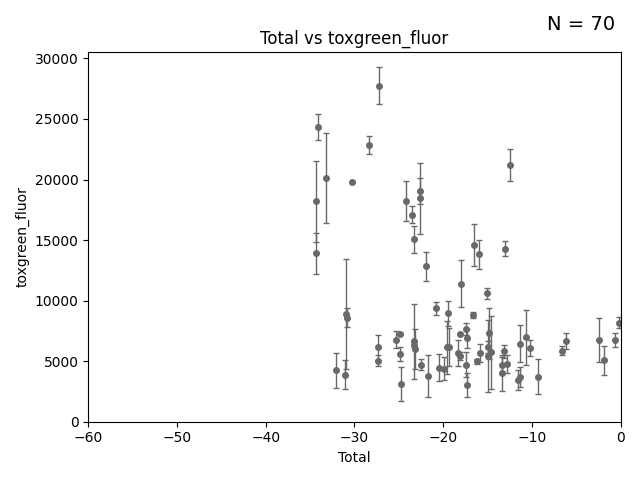 N = 70
Total vs toxgreen_fluor
30000
25000
20000
15000
10000
5000
0
toxgreen_fluor
−60 −50 −40 −30 −20 −10 0
Total